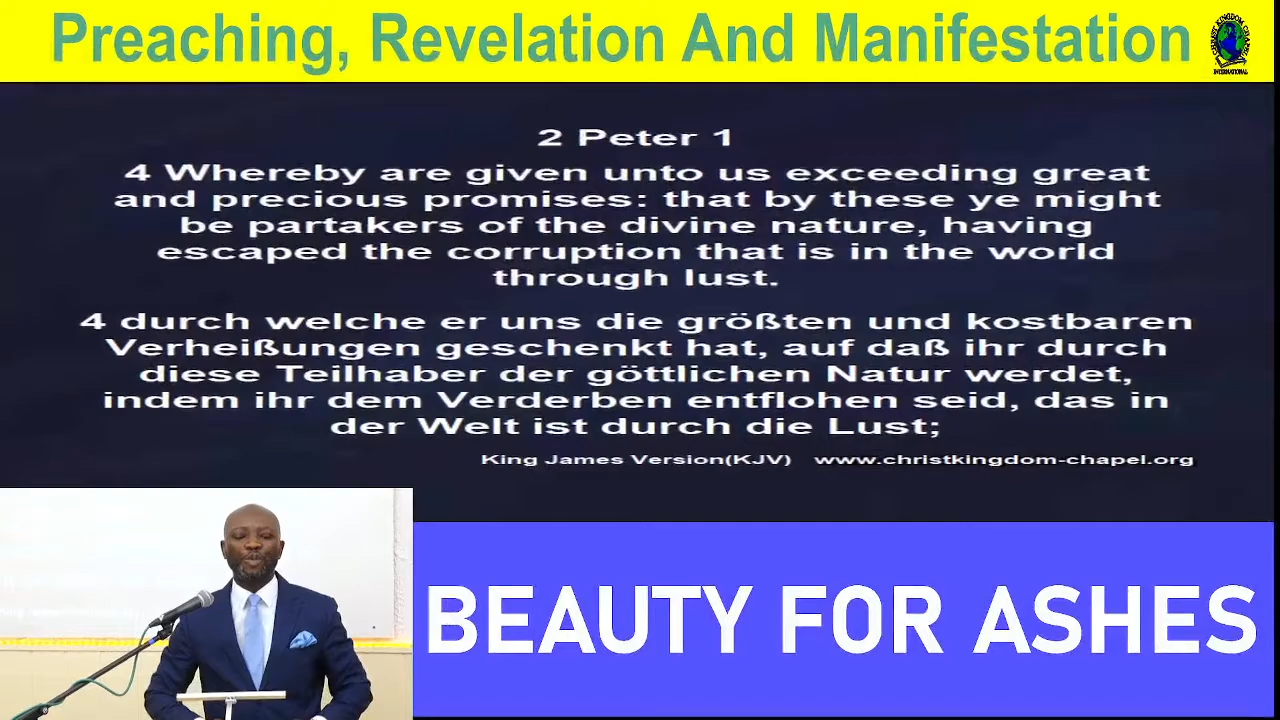 Preaching, Revelation And Manifestation
CHRIST KINGDOM CHAPEL
INTERNATIONAL
2 Peter 1
4 Whereby are given unto us exceeding great
and precious promises: that by these ye might
be partakers of the divine nature, having
escaped the corruption that is in the world
through lust.
4 durch welche er uns die größten und kostbaren
Verheißungen geschenkt hat, auf daß ihr durch
diese Teilhaber der göttlichen Natur werdet,
indem ihr dem Verderben entflohen seid, das in
der Welt ist durch die Lust;
King James Version(KJV) www.christkingdom-chapel.org
BEAUTY FOR ASHES